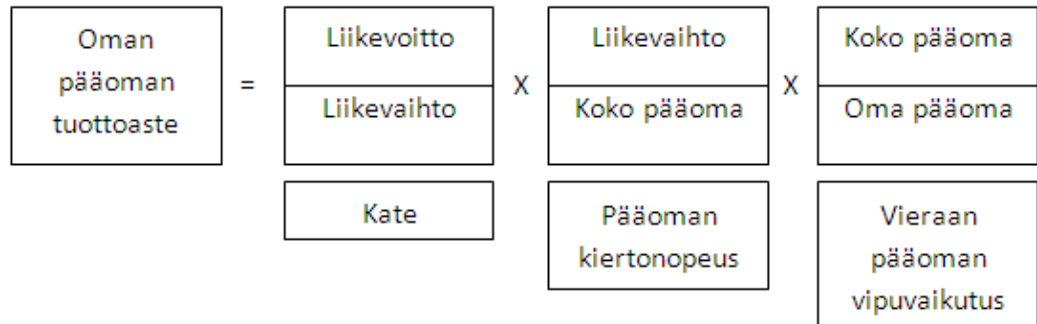 Oman
pääoman
tuottoaste
=
Liikevoitto
Liikevaihto
X
Liikevaihto
Koko pääoma
X
Koko pääoma
Oma pääoma
Kate
Pääoman
kiertonopeus
Vieraan
pääoman
vipuvaikutus